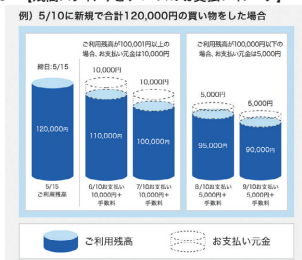 例) 5/10に新規で合計120,000円の買い物をした場合
ご利用残高が100,001円以上の
場合、お支払い元金は10,000円
ご利用残高が100,000円以下の
場合、お支払い元金は5,000円
締日:5/15
10,000円
10,000円
5,000円
5,000円
120,000円
110,000円
100,000円
95,000円
90,000円
5/15
ご利用残高
6/10お支払い
10,000円+
手数料
7/10お支払い
10,000円+
手数料
8/10お支払い
5,000円+
手数料
9/10お支払い
5,000円+
手数料
ご利用残高
お支払い元金